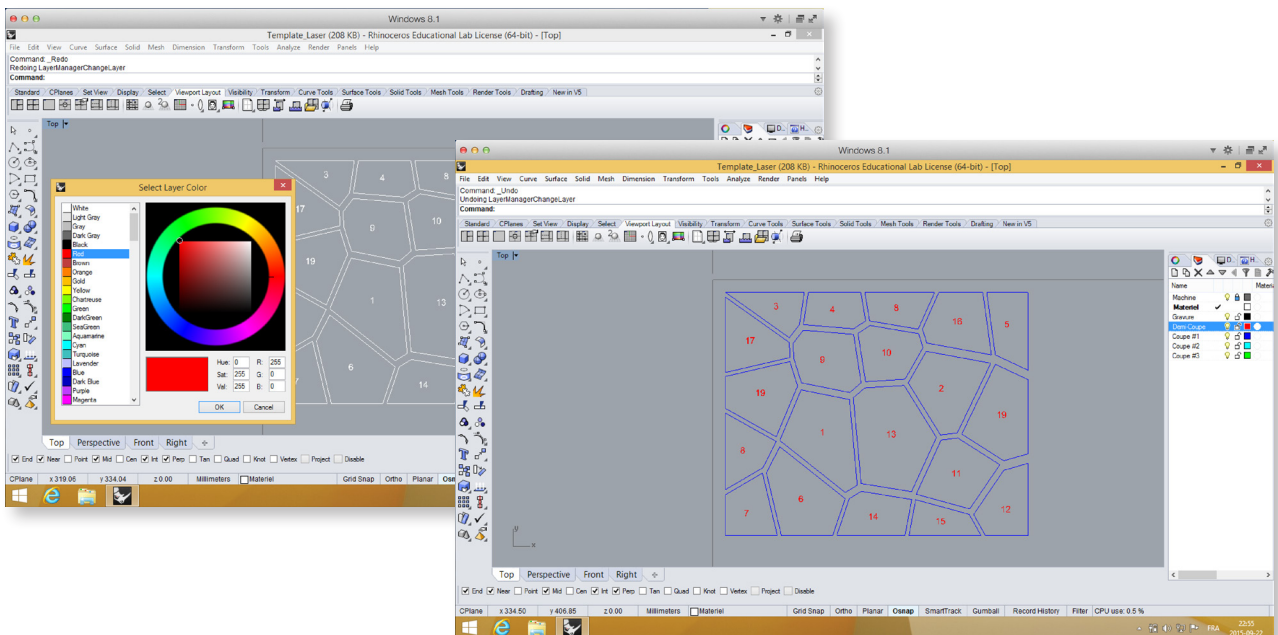 Windows 8.1
Template_Laser (208 KB) - Rhinoceros Educational Lab License (64-bit) - [Top]
File Edit View Curve Surface Solid Mesh Dimension Transform Tools Analyze Render Panels Help
Command: _Redo
Redoing LayerManagerChangeLayer
Command:
Standard CPlanes Set View Display Select Viewport Layout Visibility Transform Curve Tools Surface Tools Solid Tools Mesh Tools Render Tools Drafting New in V5
Top
D.. H..
Select Layer Color
White
Light Gray
Gray
Dark Gray
Black
Red
Brown
Orange
Gold
Yellow
Chartreuse
Green
DarkGreen
SeaGreen
Aquamarine
Cyan
Turquoise
Lavender
Blue
Dark Blue
Purple
Magenta
Hue: 0 R: 255
Sat: 255 G: 0
Val: 255 B: 0
OK Cancel
3 4 8
17 9 10
19 1 13
6 14
Top Perspective Front Right
End Near Point Mid Cen Int Perp Tan Quad Knot Vertex Project Disable
CPlane x 319.06 y 334.04 z 0.00 Millimeters Materiel Grid Snap Ortho Planar
Windows 8.1
Template_Laser (208 KB) - Rhinoceros Educational Lab License (64-bit) - [Top]
File Edit View Curve Surface Solid Mesh Dimension Transform Tools Analyze Render Panels Help
Command: _Undo
Undoing LayerManagerChangeLayer
Command:
Standard CPlanes Set View Display Select Viewport Layout Visibility Transform Curve Tools Surface Tools Solid Tools Mesh Tools Render Tools Drafting New in V5
Top
D.. H..
Name Materi
Machine
Materiel
Gravure
Demi-Coupe
Coupe #1
Coupe #2
Coupe #3
3 4 8 18 5
17 9 10
19 2 19
1 13
8 11
7 6 14 15 12
y
x
Top Perspective Front Right
End Near Point Mid Cen Int Perp Tan Quad Knot Vertex Project Disable
CPlane x 334.50 y 406.85 z 0.00 Millimeters Materiel Grid Snap Ortho Planar Osnap SmartTrack Gumball Record History Filter CPU use: 0.5 %
FRA 22:55
2015-09-22